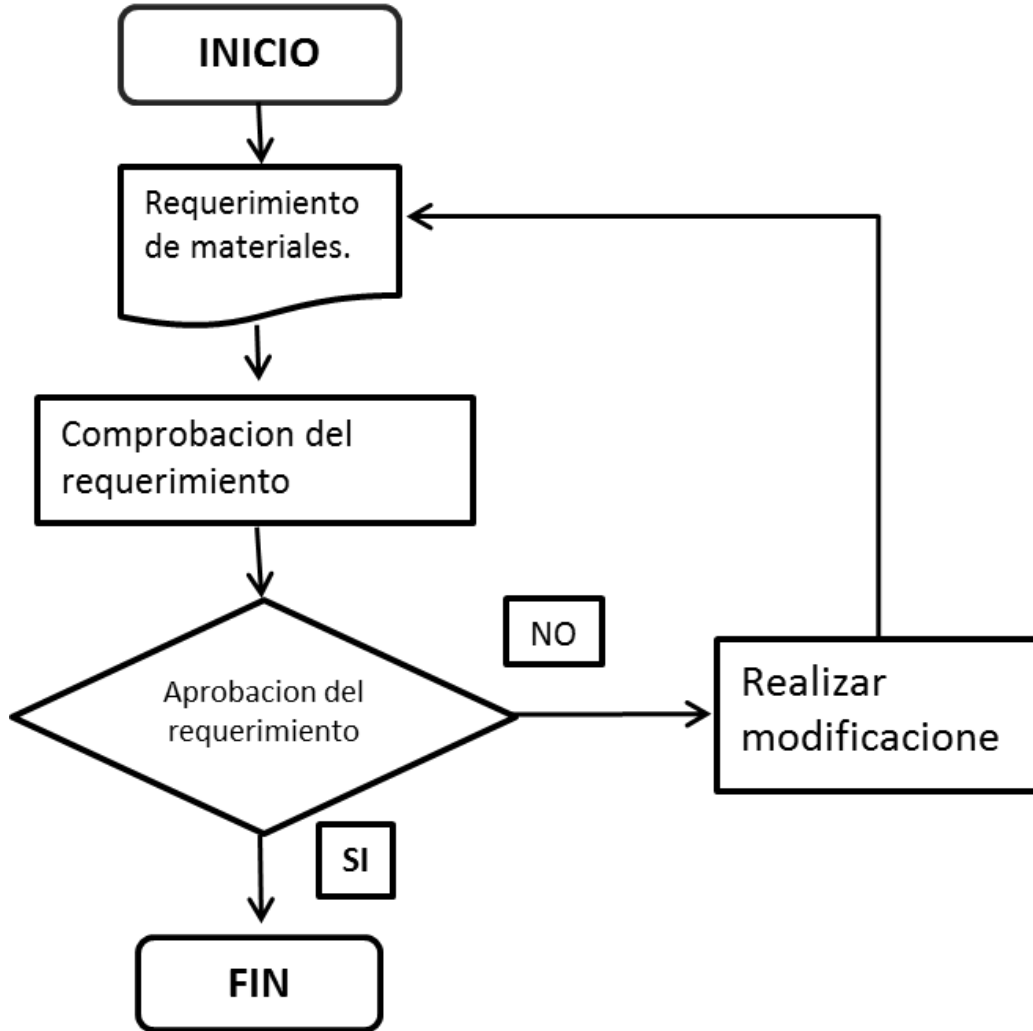 INICIO
Requerimiento
de materiales.
Comprobacion del
requerimiento
NO
Aprobacion del
requerimiento
Realizar
modificacione
SI
FIN